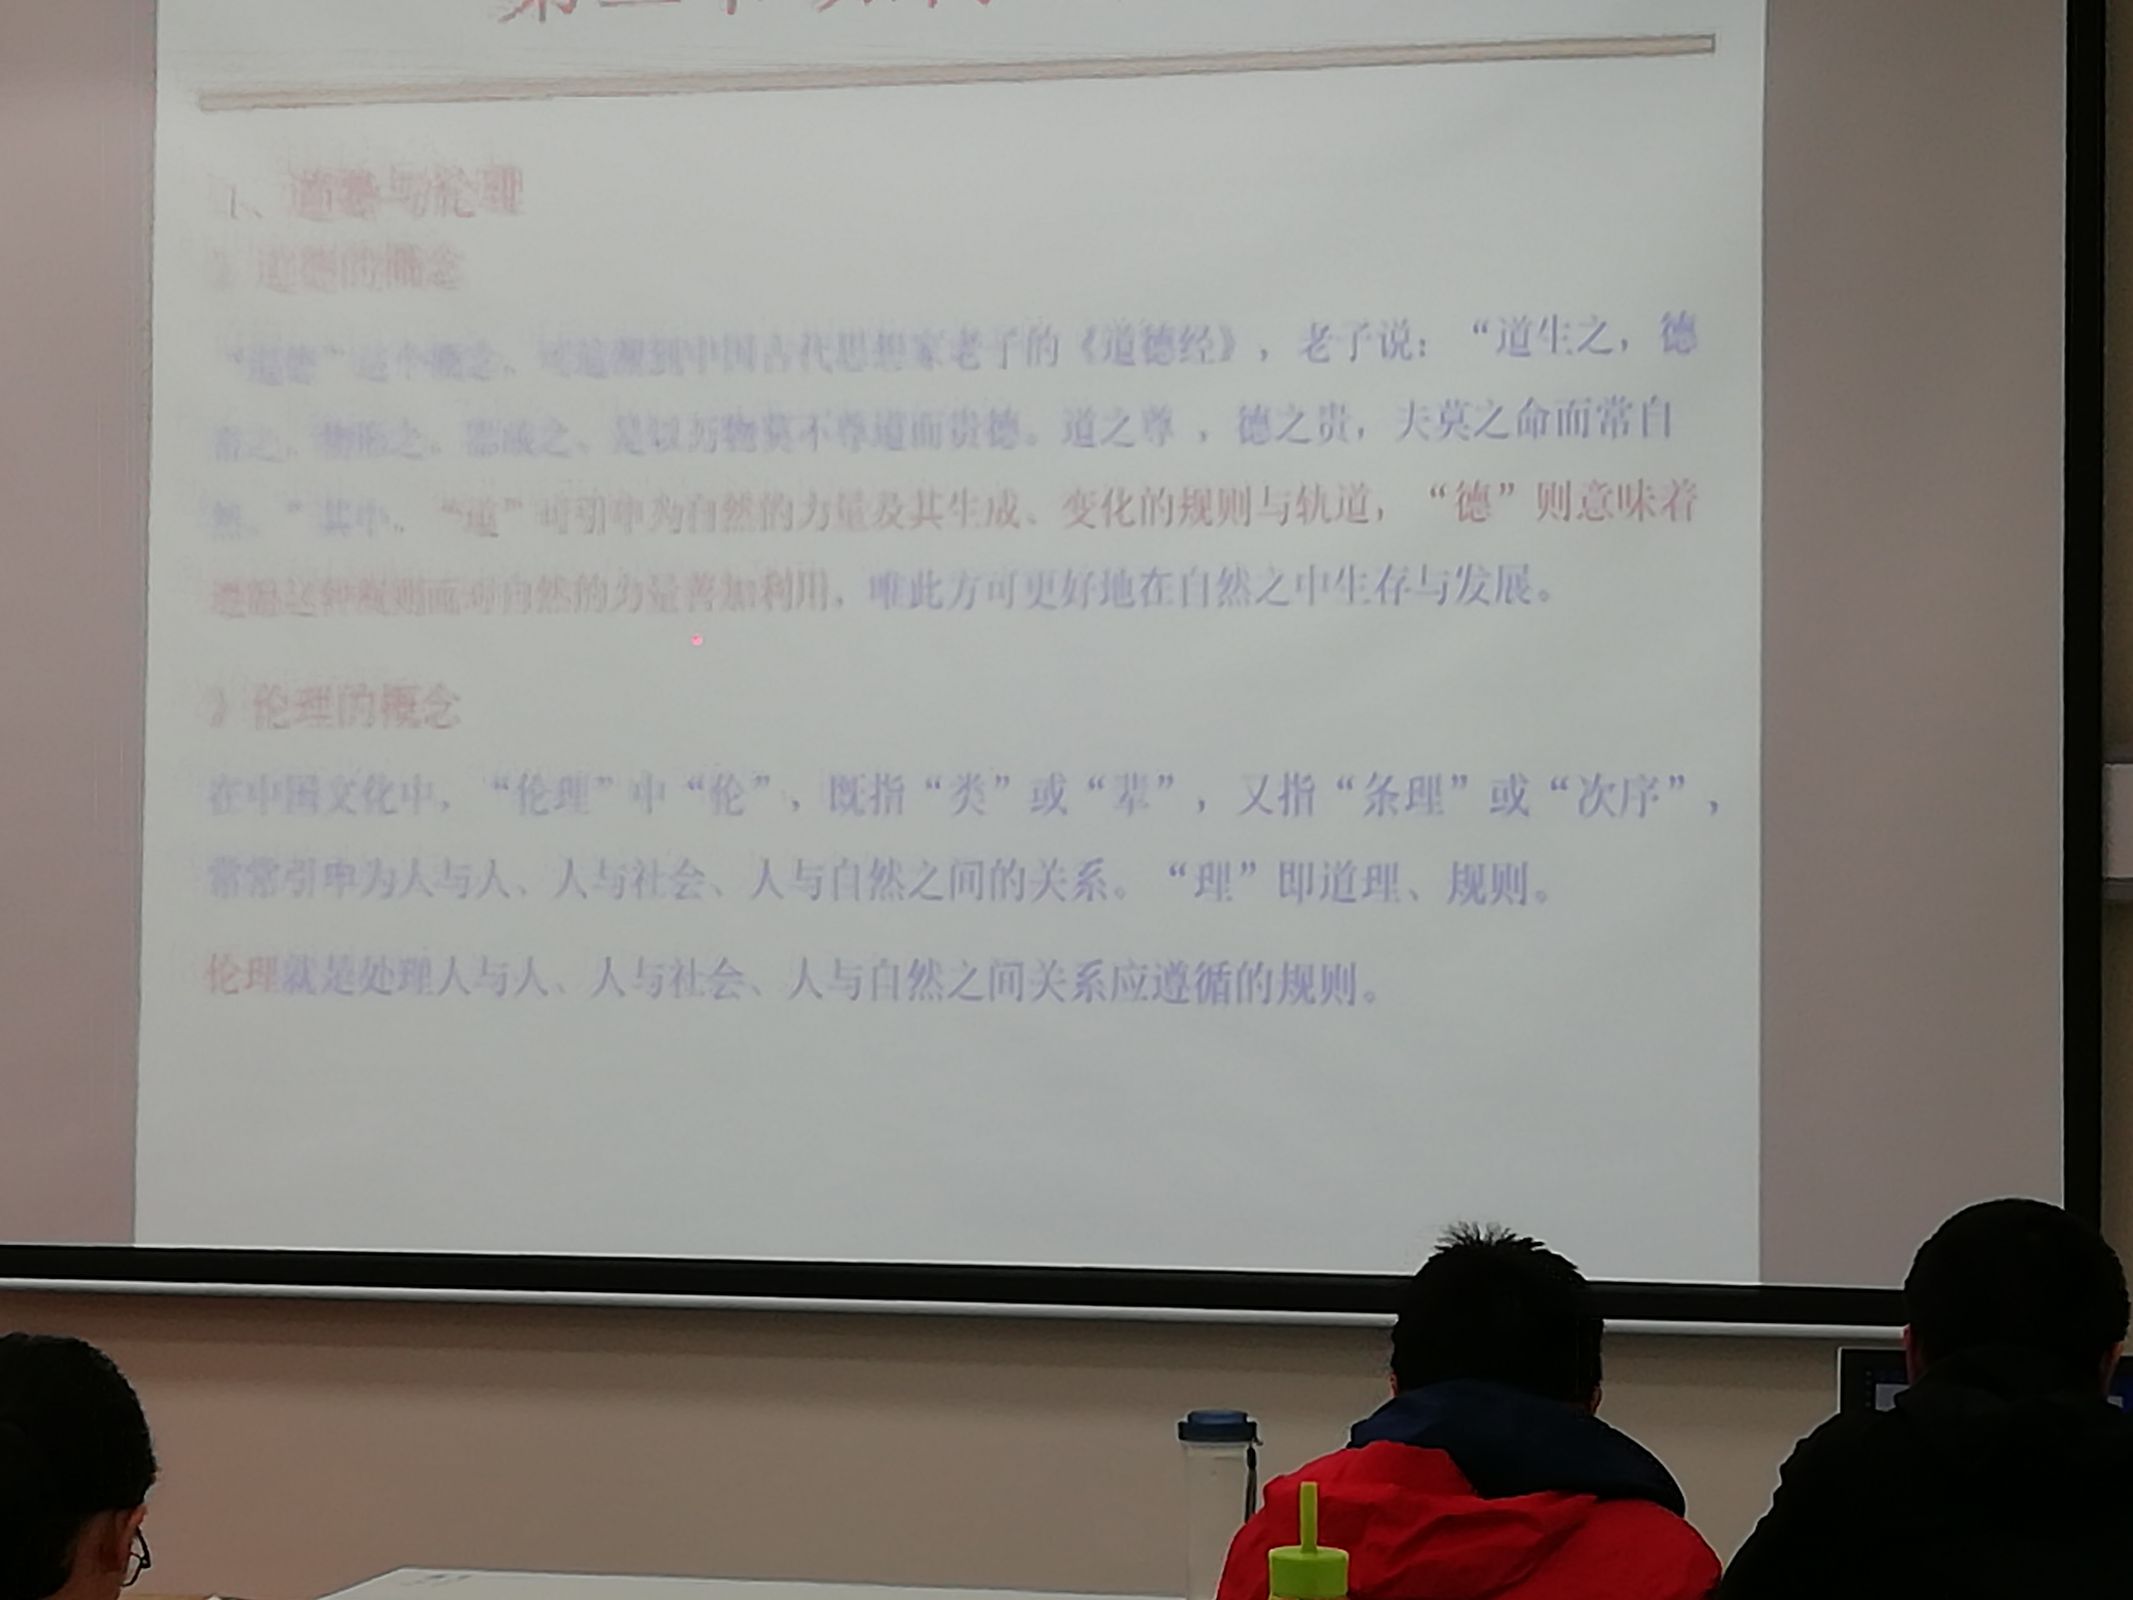 1、道德与伦理
》道德的概念
“道德”这个概念，可追溯到中国古代思想家老子的《道德经》，老子说：“道生之，德
畜之，物形之，器成之、是以万物莫不尊道而贵德。道之尊，德之贵，夫莫之命而常自
然。”其中，“道”可引申为自然的力量及其生成、变化的规则与轨道，“德”则意味着
遵循这种规则而对自然的力量善加利用，唯此方可更好地在自然之中生存与发展。
》伦理的概念
在中国文化中，“伦理”中“伦”，既指“类”或“辈”，又指“条理”或“次序”，
常常引申为人与人、人与社会、人与自然之间的关系。“理”即道理、规则。
伦理就是处理人与人、人与社会、人与自然之间关系应遵循的规则。